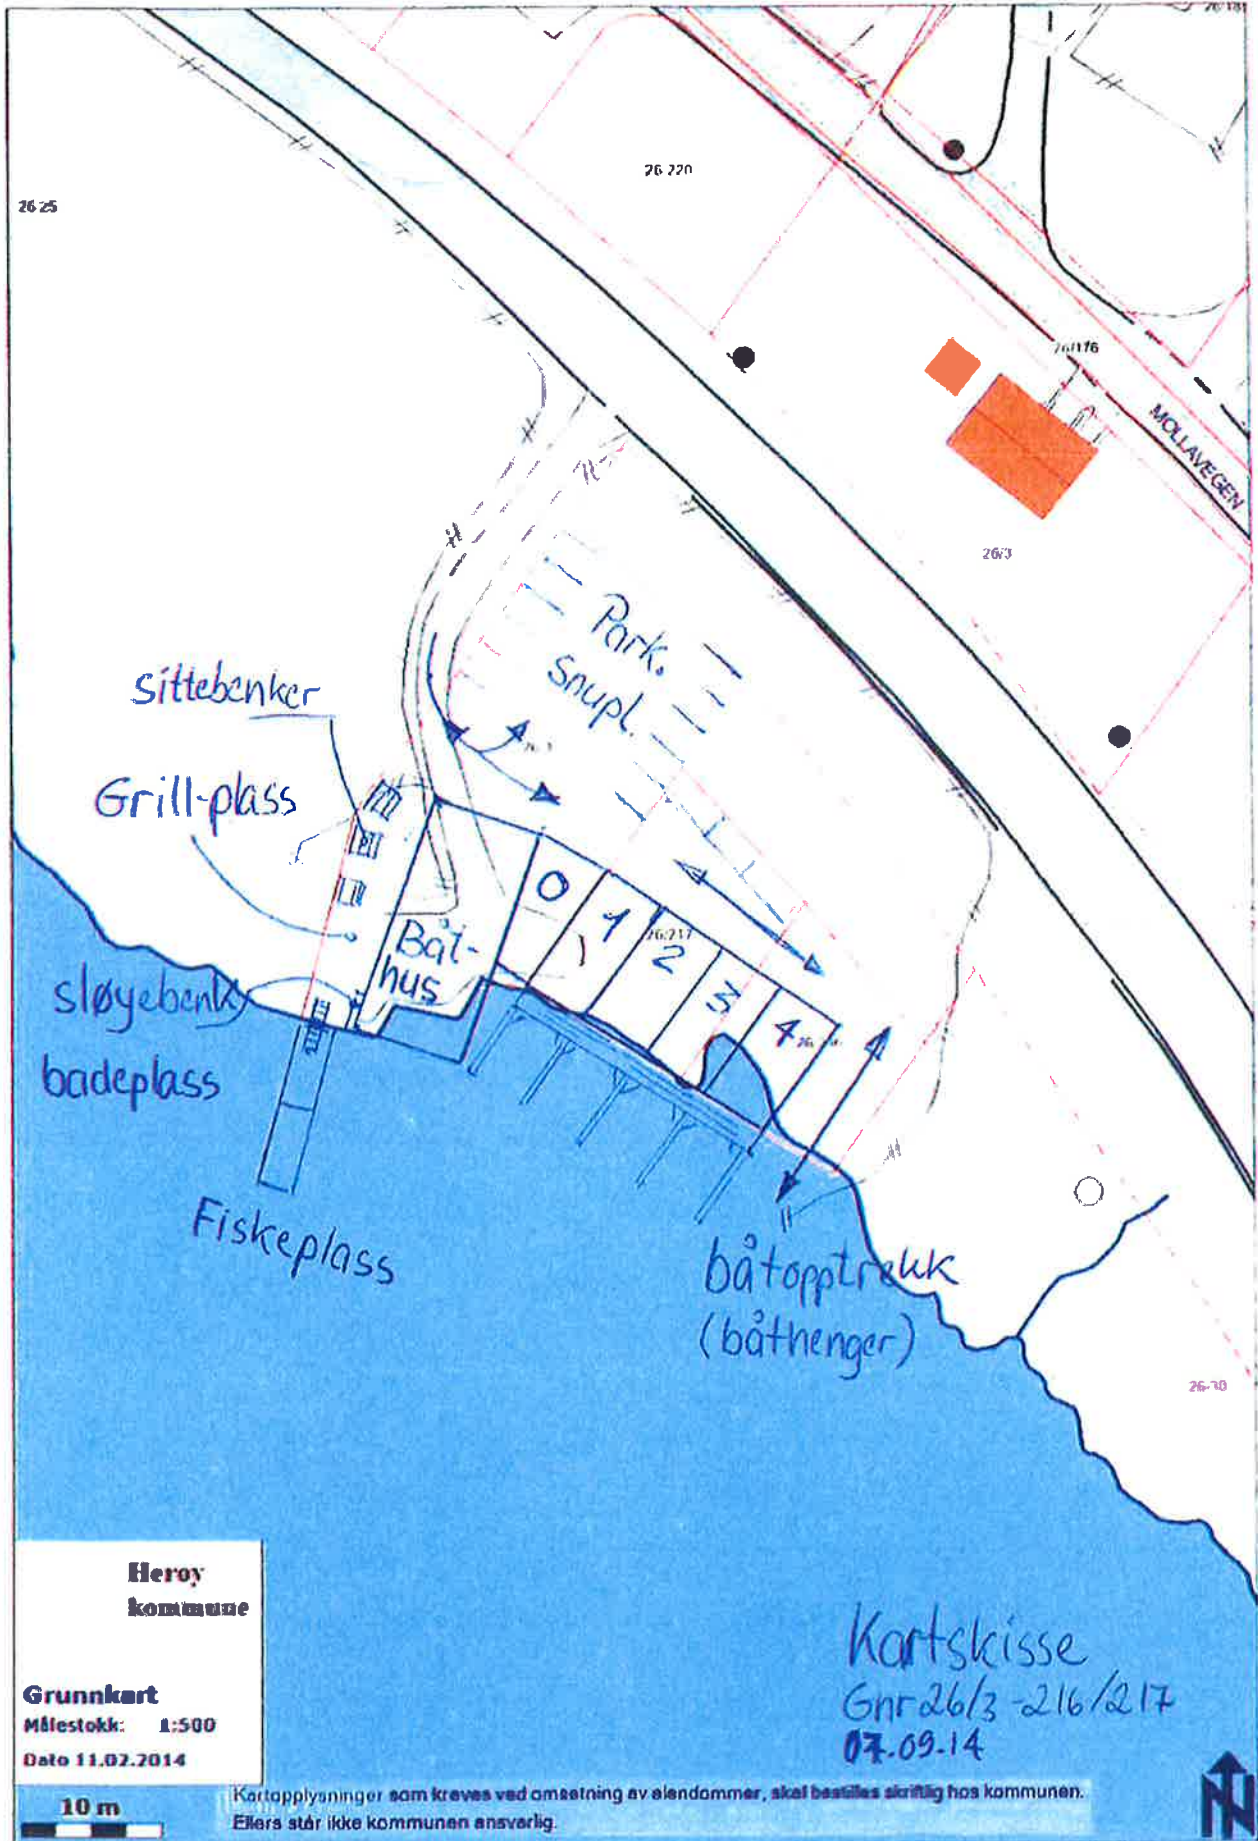 26/181
26-220
26-25
26/176
MOLLAVEGEN
26/3
Park.
Snupl.
Sittebenker
Grill-plass
0
1
26/217
2
3
4
Båt-
hus
sløyebenk
badeplass
Fiskeplass
båtopptrekk
(båthenger)
26-30
Herøy
kommune
Grunnkart
Målestokk: 1:500
Dato 11.02.2014
Kartskisse
Gnr 26/3 -216/217
07.09.14
10 m
Kartopplysninger som kreves ved omsetning av eiendommer, skal bestilles skriftlig hos kommunen.
Ellers står ikke kommunen ansvarlig.
N